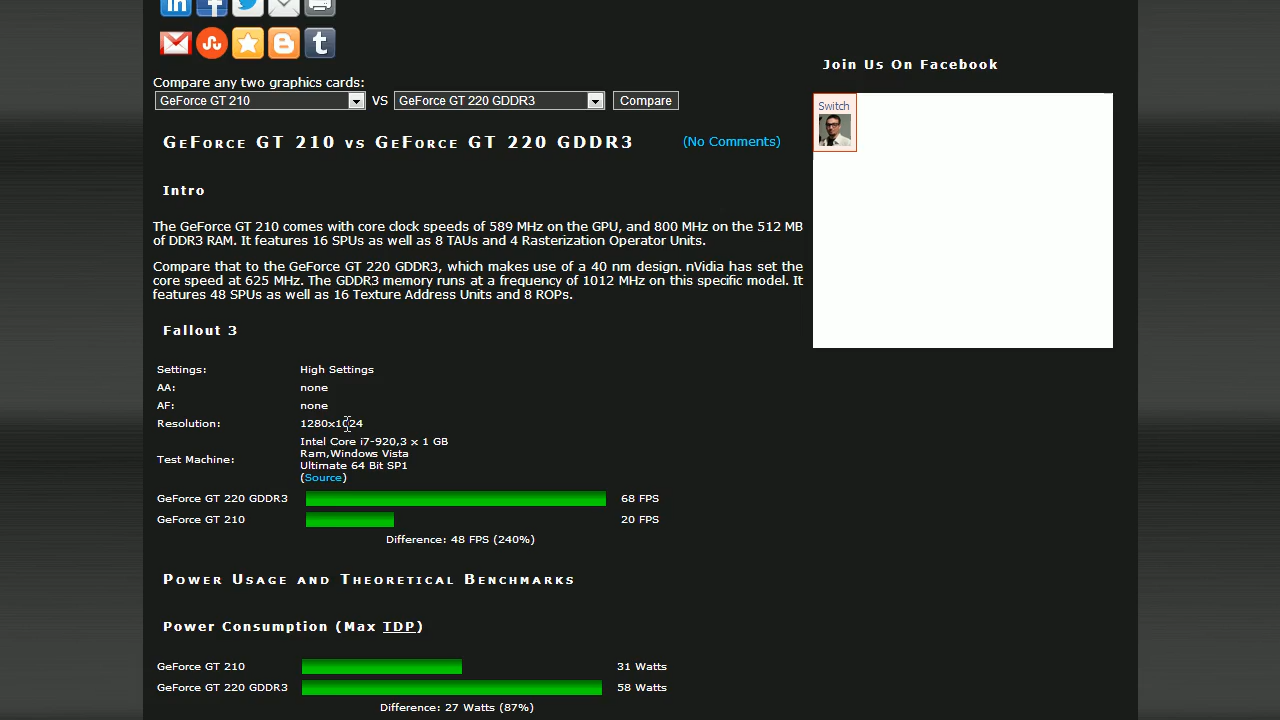 Compare any two graphics cards:
GeForce GT 210 VS GeForce GT 220 GDDR3 Compare
GeForce GT 210 vs GeForce GT 220 GDDR3 (No Comments)
Intro
The GeForce GT 210 comes with core clock speeds of 589 MHz on the GPU, and 800 MHz on the 512 MB
of DDR3 RAM. It features 16 SPUs as well as 8 TAUs and 4 Rasterization Operator Units.
Compare that to the GeForce GT 220 GDDR3, which makes use of a 40 nm design. nVidia has set the
core speed at 625 MHz. The GDDR3 memory runs at a frequency of 1012 MHz on this specific model. It
features 48 SPUs as well as 16 Texture Address Units and 8 ROPs.
Fallout 3
Settings: High Settings
AA: none
AF: none
Resolution: 1280x1024
Test Machine: Intel Core i7-920,3 x 1 GB
Ram,Windows Vista
Ultimate 64 Bit SP1
(Source)
GeForce GT 220 GDDR3 68 FPS
GeForce GT 210 20 FPS
Difference: 48 FPS (240%)
Power Usage and Theoretical Benchmarks
Power Consumption (Max TDP)
GeForce GT 210 31 Watts
GeForce GT 220 GDDR3 58 Watts
Difference: 27 Watts (87%)
Join Us On Facebook
Switch